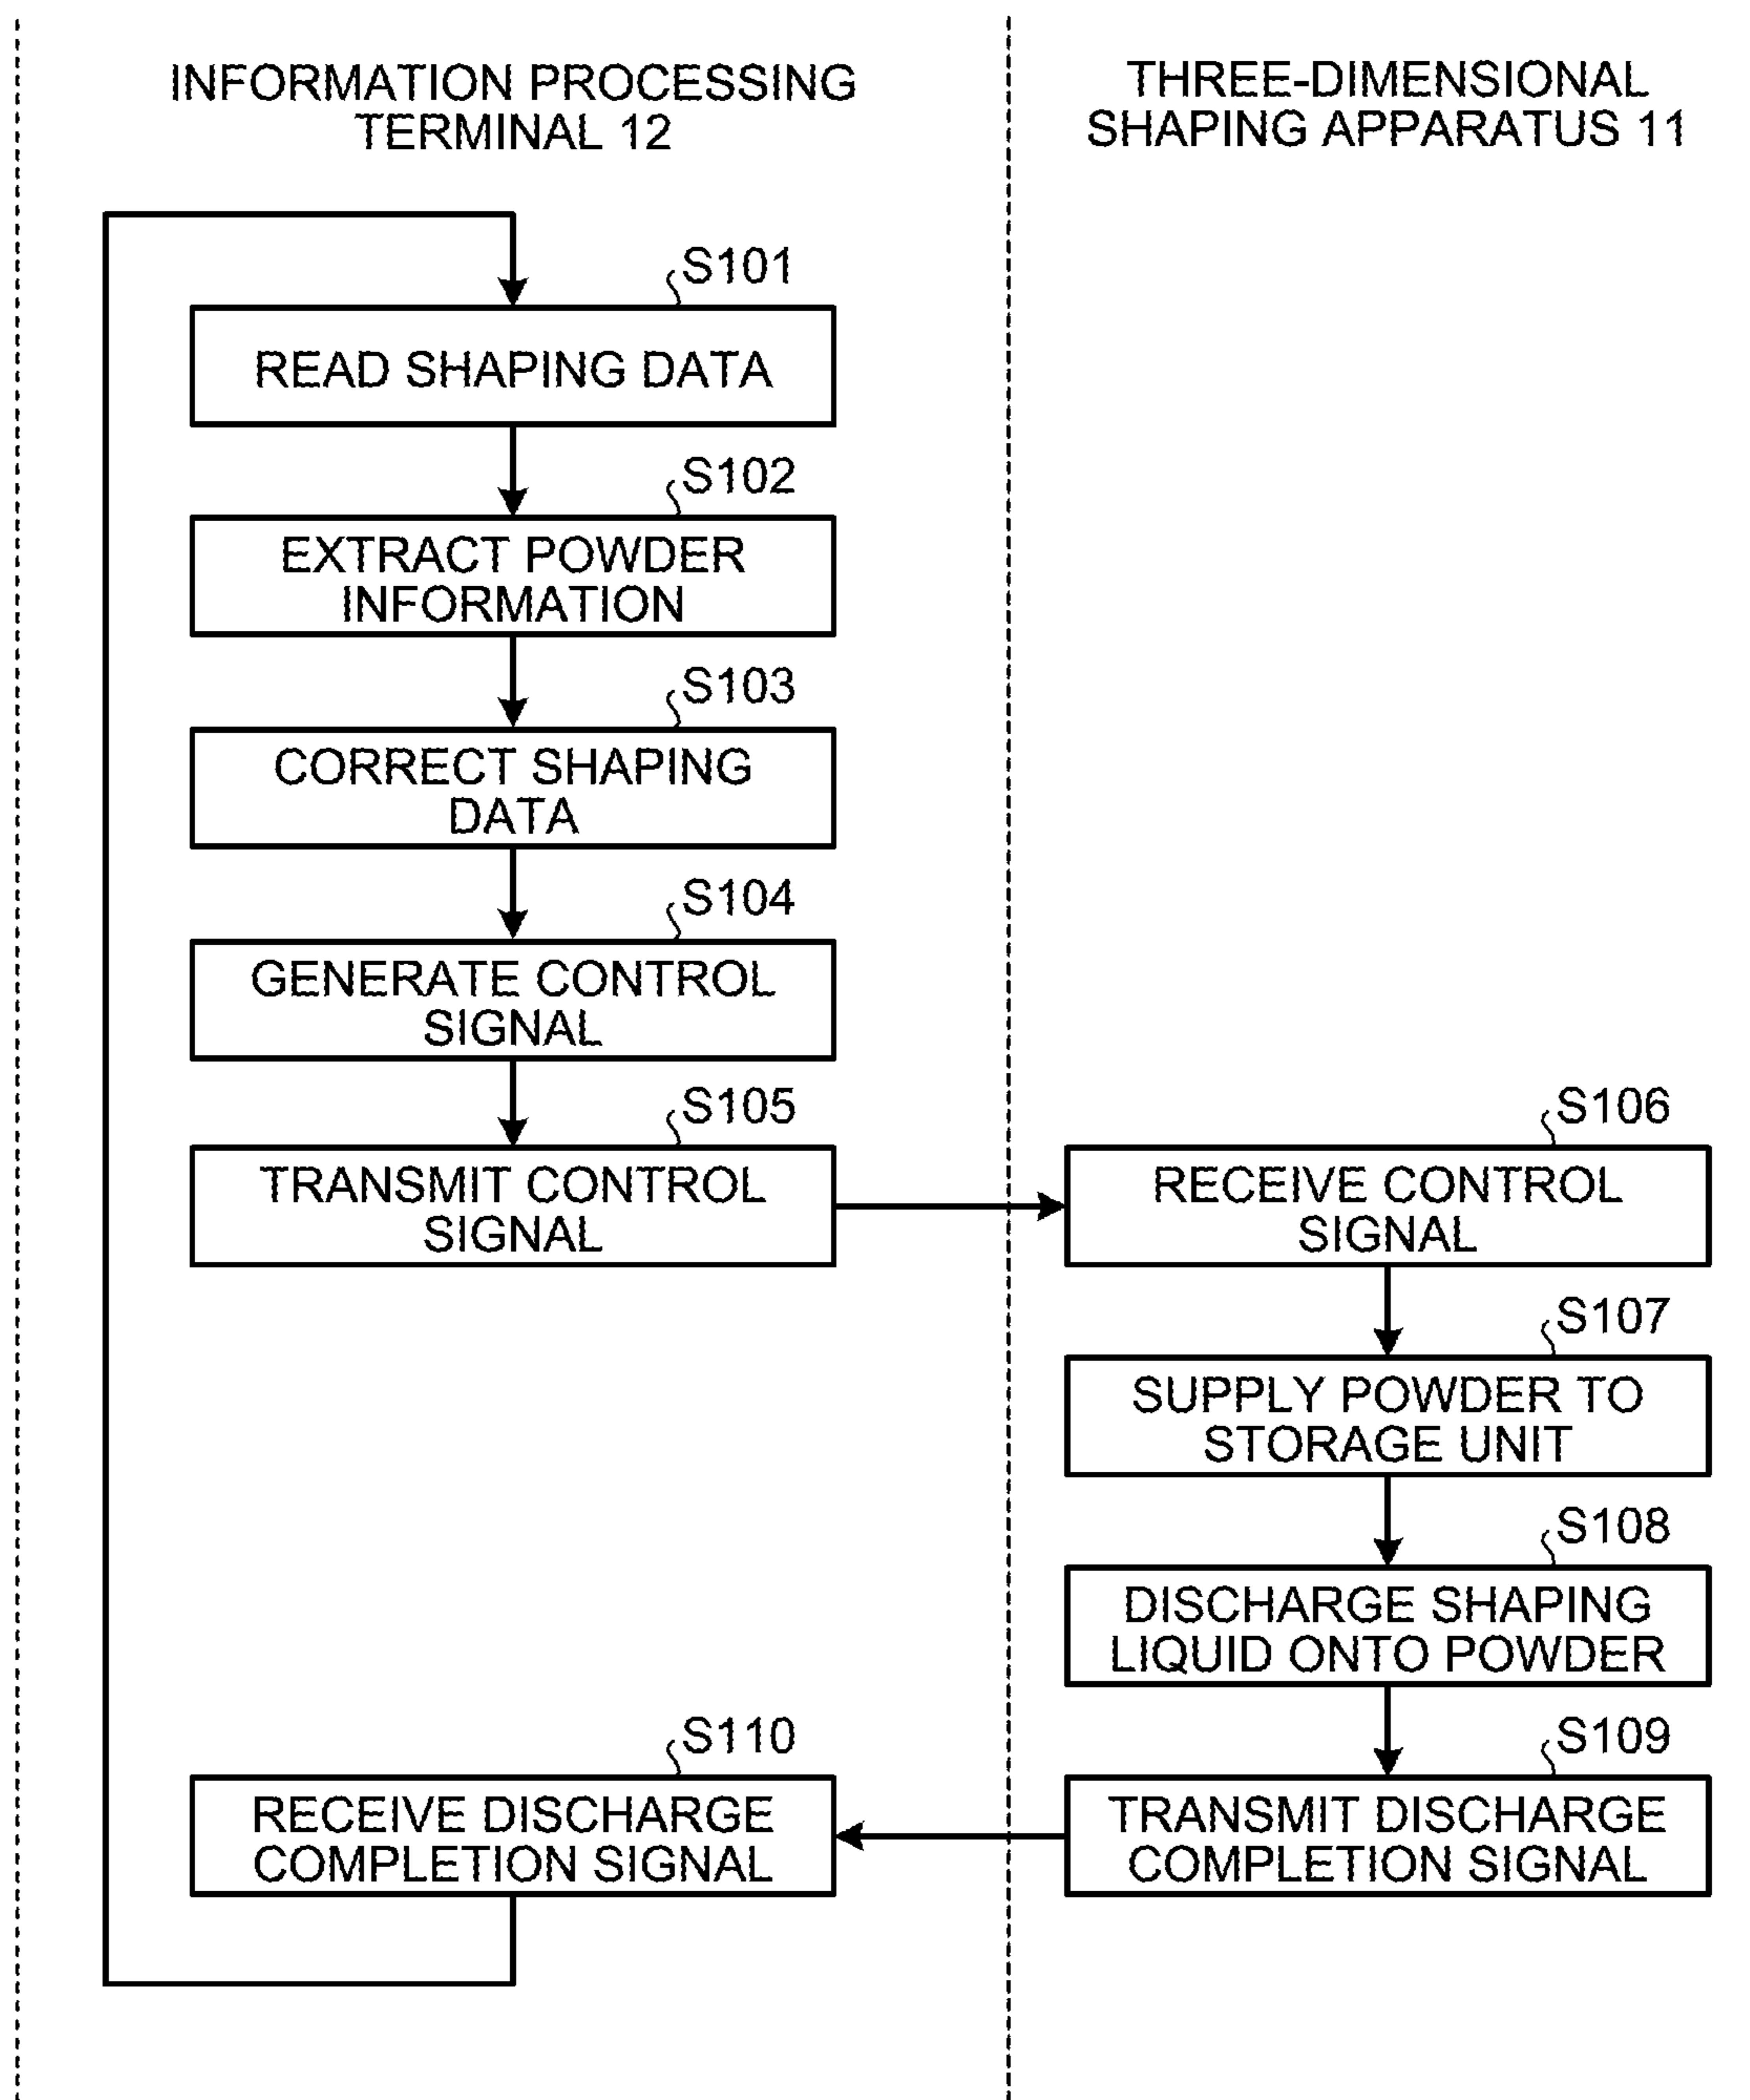 INFORMATION PROCESSING
TERMINAL 12
THREE-DIMENSIONAL
SHAPING APPARATUS 11
S101
READ SHAPING DATA
S102
EXTRACT POWDER
INFORMATION
S103
CORRECT SHAPING
DATA
S104
GENERATE CONTROL
SIGNAL
S105
TRANSMIT CONTROL
SIGNAL
S106
RECEIVE CONTROL
SIGNAL
S107
SUPPLY POWDER TO
STORAGE UNIT
S108
DISCHARGE SHAPING
LIQUID ONTO POWDER
S109
TRANSMIT DISCHARGE
COMPLETION SIGNAL
S110
RECEIVE DISCHARGE
COMPLETION SIGNAL